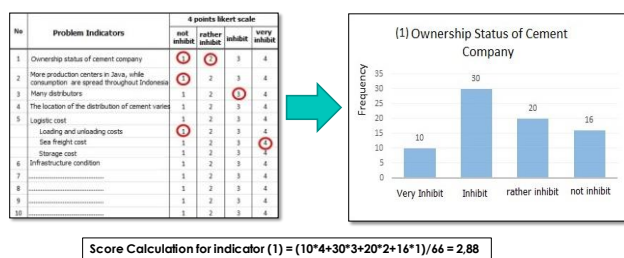 4 points likert scale
No Problem Indicators not inhibit rather inhibit inhibit very inhibit
1 Ownership status of cement company 1 2 3 4
2 More production centers in Java, while consumption are spread throughout Indonesia 1 2 3 4
3 Many distributors 1 2 3 4
4 The location of the distribution of cement varies 1 2 3 4
5 Logistic cost
Loading and unloading costs 1 2 3 4
Sea freight cost 1 2 3 4
Storage cost 1 2 3 4
6 Infrastructure condition 1 2 3 4
7 ........................... 1 2 3 4
8 ........................... 1 2 3 4
9 ........................... 1 2 3 4
10 ........................... 1 2 3 4
(1) Ownership Status of Cement
Company
Frequency
35
30
25
20
15
10
5
0
10
30
20
16
Very Inhibit Inhibit rather inhibit not inhibit
Score Calculation for indicator (1) = (10*4+30*3+20*2+16*1)/66 = 2,88